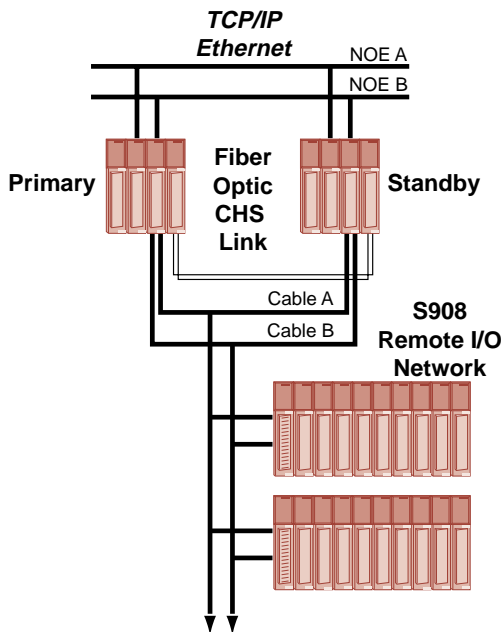 TCP/IP
Ethernet
NOE A
NOE B
Primary
Fiber
Optic
CHS
Link
Standby
Cable A
Cable B
S908
Remote I/O
Network